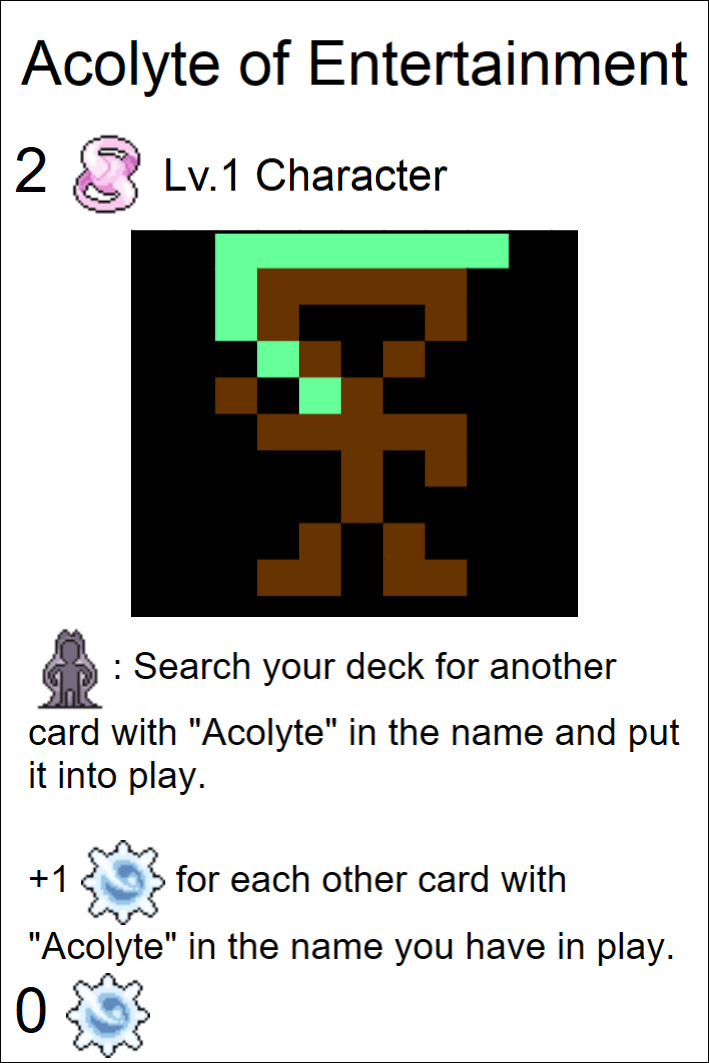 Acolyte of Entertainment
2 Lv.1 Character
: Search your deck for another
card with "Acolyte" in the name and put
it into play.
+1 for each other card with
"Acolyte" in the name you have in play.
0